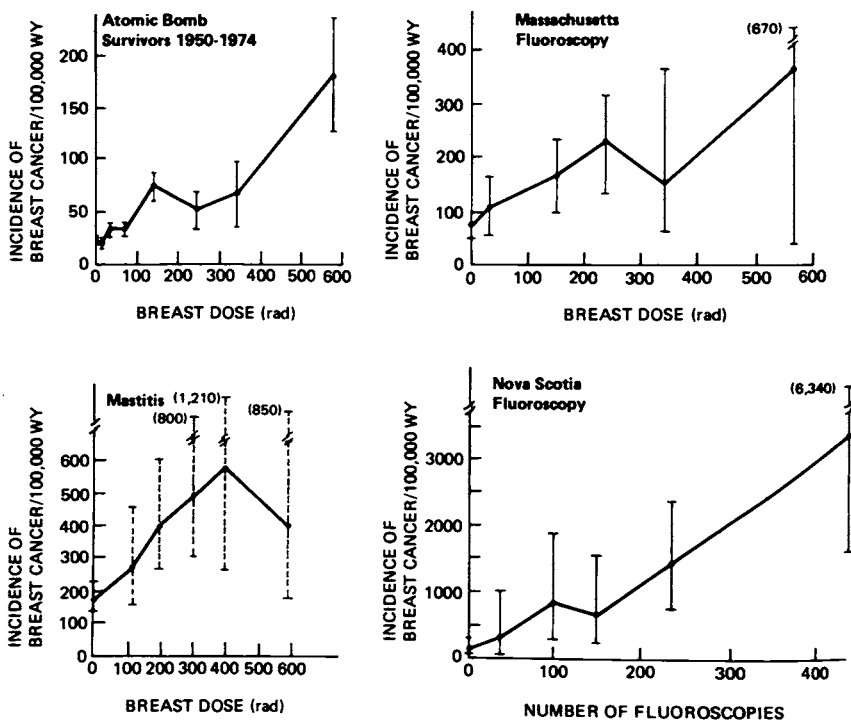 Atomic Bomb
Survivors 1950-1974
INCIDENCE OF
BREAST CANCER/100,000 WY
200
150
100
50
0
0 100 200 300 400 500 600
BREAST DOSE (rad)
Massachusetts
Fluoroscopy
(670)
INCIDENCE OF
BREAST CANCER/100,000 WY
400
300
200
100
0
0 100 200 300 400 500 600
BREAST DOSE (rad)
Mastitis (1,210)
(800)
(850)
INCIDENCE OF
BREAST CANCER/100,000 WY
600
500
400
300
200
100
0
0 100 200 300 400 500 600
BREAST DOSE (rad)
Nova Scotia
Fluoroscopy
(6,340)
INCIDENCE OF
BREAST CANCER/100,000 WY
3000
2000
1000
0
0 100 200 300 400
NUMBER OF FLUOROSCOPIES